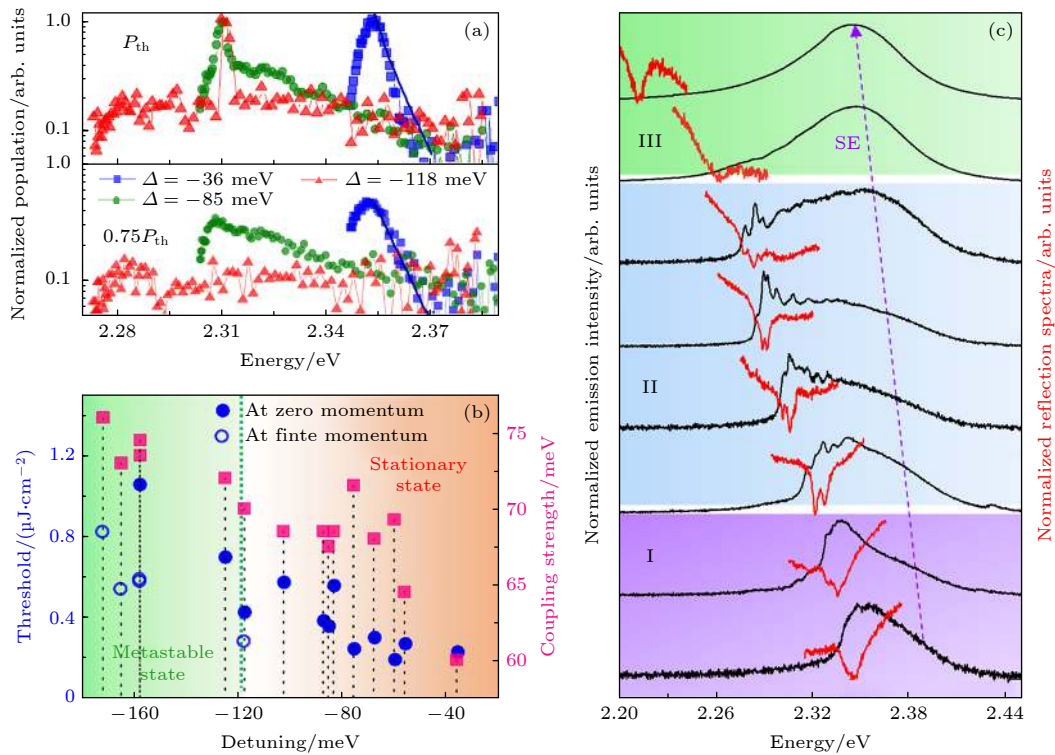 Normalized population/arb. units
1.0
0.1
1.0
0.1
P_th
(a)
Δ = −36 meV
Δ = −118 meV
Δ = −85 meV
0.75P_th
2.28
2.31
2.34
2.37
Energy/eV
Threshold/(μJ·cm⁻²)
1.2
0.8
0.4
0
At zero momentum
At finte momentum
(b)
Stationary
state
Metastable
state
75
70
65
60
Coupling strength/meV
−160
−120
−80
−40
Detuning/meV
Normalized emission intensity/arb. units
(c)
III
SE
II
I
2.20
2.26
2.32
2.38
2.44
Energy/eV
Normalized reflection spectra/arb. units